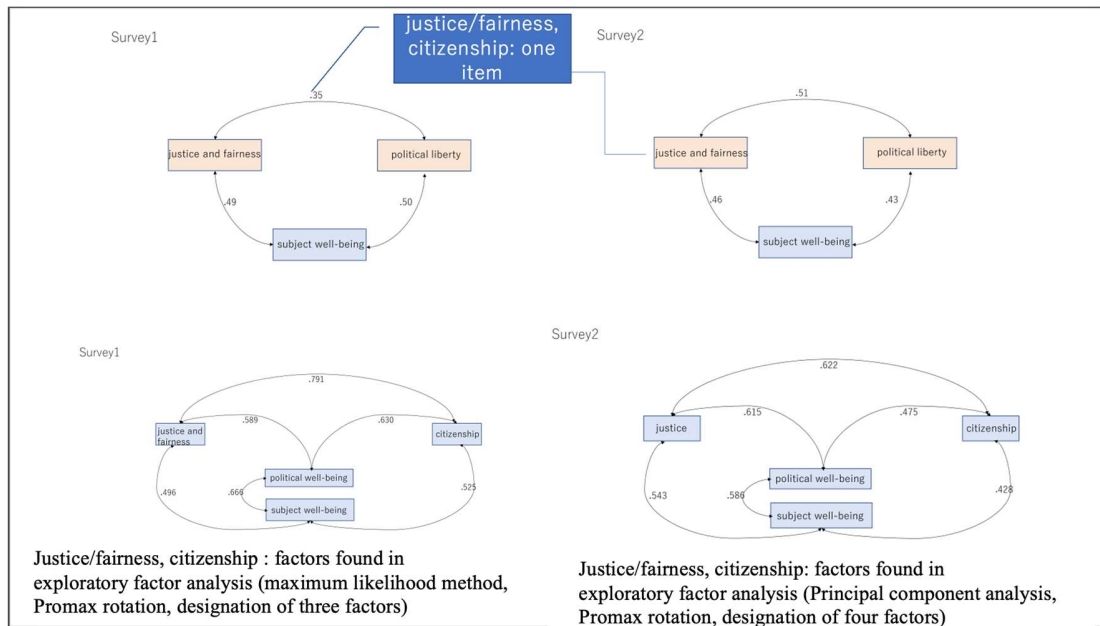 Survey1
justice/fairness,
citizenship: one
item
Survey2
.35
justice and fairness
political liberty
.49
.50
subject well-being
.51
justice and fairness
political liberty
.46
.43
subject well-being
Survey1
.791
.589
.630
justice and
fairness
citizenship
political well-being
.496
.666
.525
subject well-being
Justice/fairness, citizenship : factors found in
exploratory factor analysis (maximum likelihood method,
Promax rotation, designation of three factors)
Survey2
.622
.615
.475
justice
citizenship
political well-being
.543
.586
.428
subject well-being
Justice/fairness, citizenship: factors found in
exploratory factor analysis (Principal component analysis,
Promax rotation, designation of four factors)